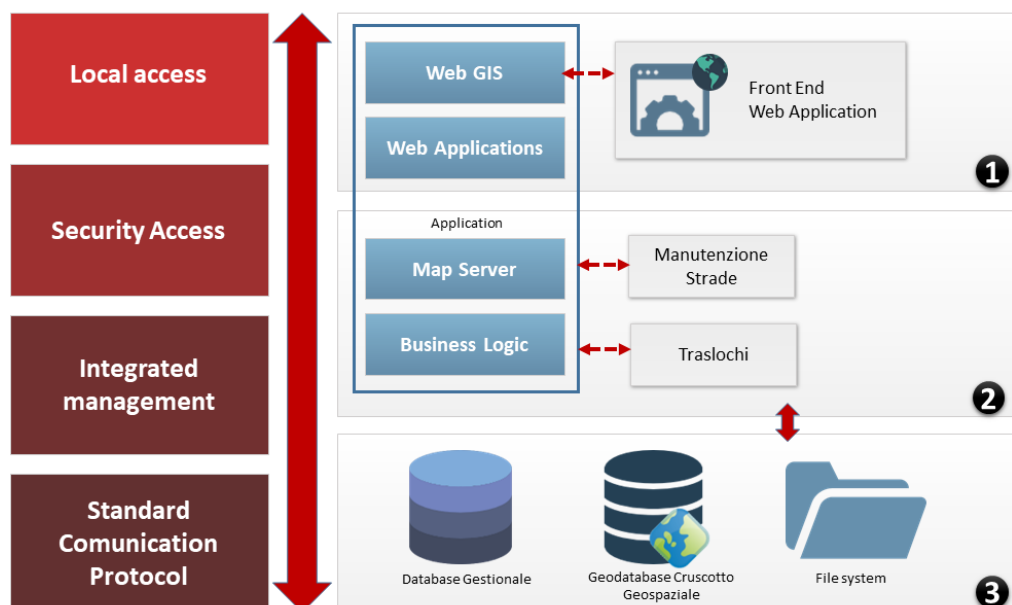 Local access
Security Access
Integrated
management
Standard
Comunication
Protocol
Web GIS
Web Applications
Front End
Web Application
1
Application
Map Server
Business Logic
Manutenzione
Strade
Traslochi
2
Database Gestionale
Geodatabase Cruscotto
Geospaziale
File system
3